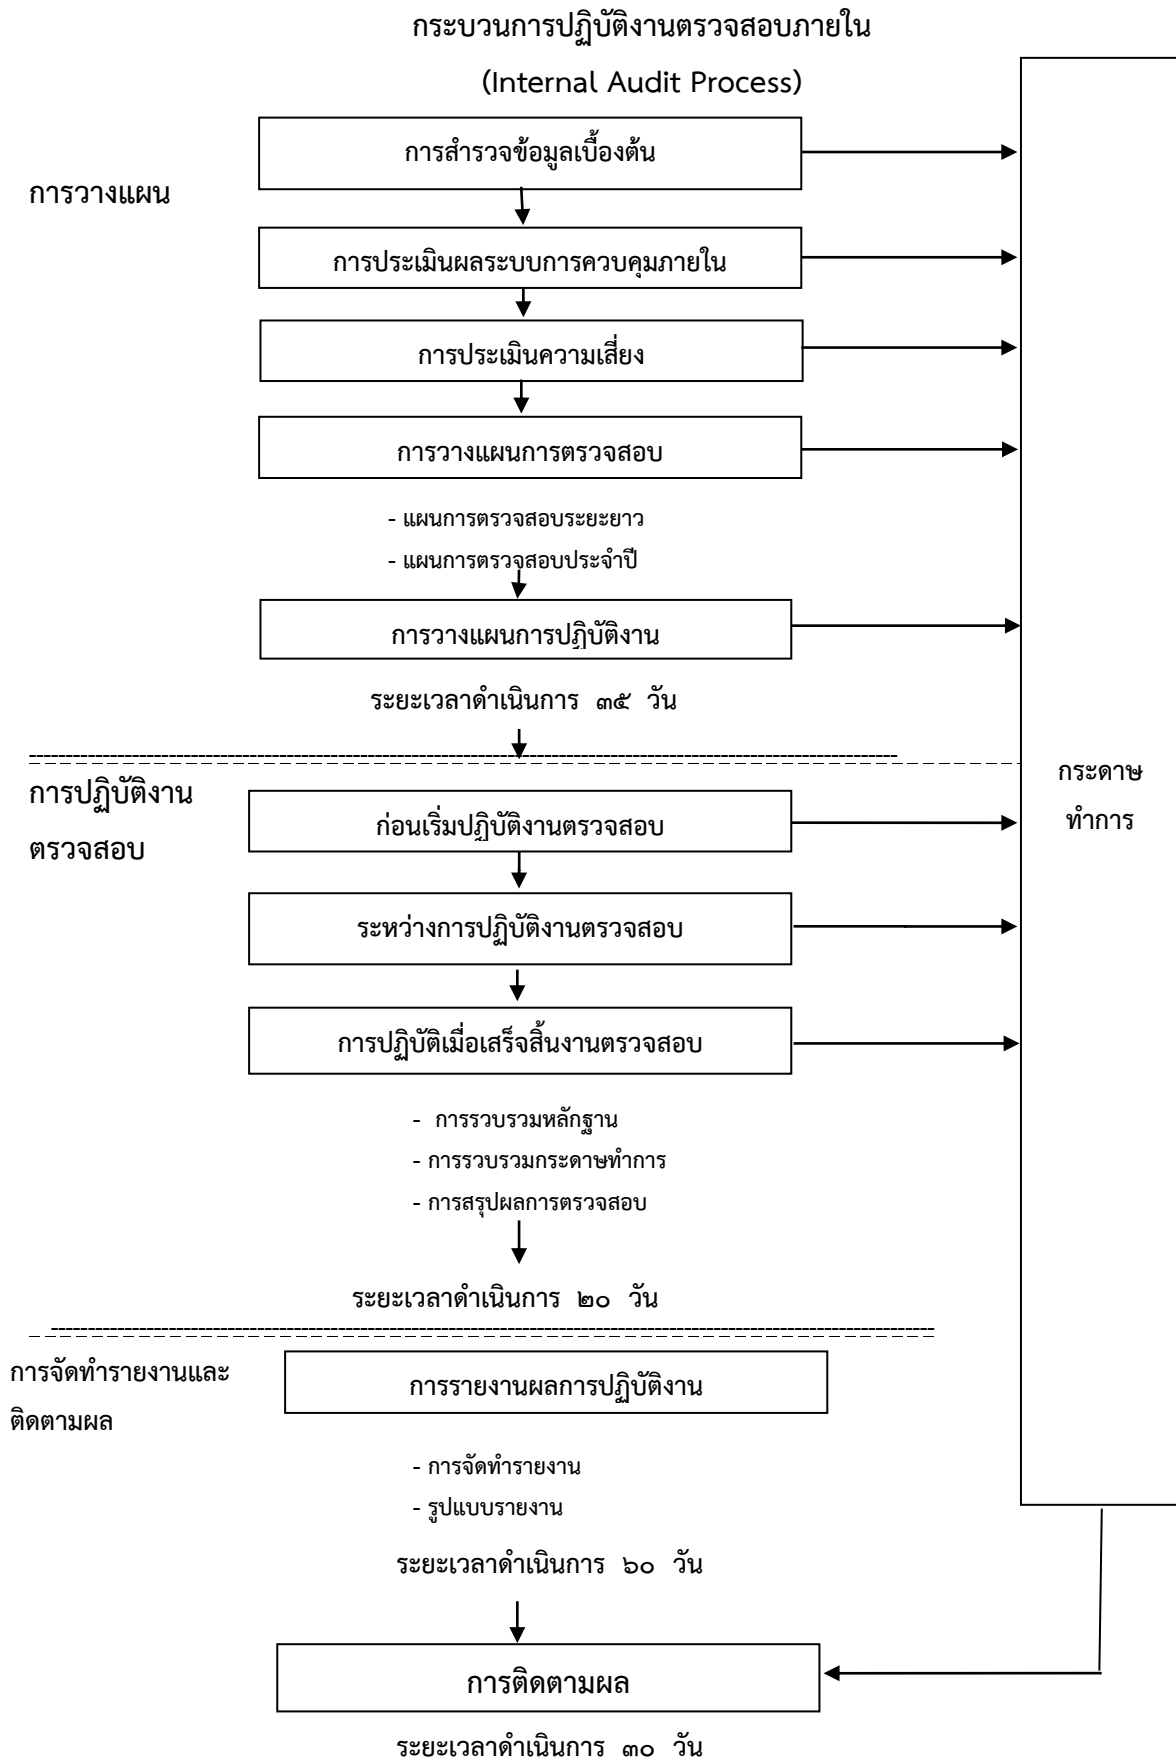 กระบวนการปฏิบัติงานตรวจสอบภายใน
(Internal Audit Process)
การสำรวจข้อมูลเบื้องต้น
การวางแผน
การประเมินผลระบบการควบคุมภายใน
การประเมินความเสี่ยง
การวางแผนการตรวจสอบ
- แผนการตรวจสอบระยะยาว
- แผนการตรวจสอบประจำปี
การวางแผนการปฏิบัติงาน
ระยะเวลาดำเนินการ ๓๕ วัน
การปฏิบัติงาน
ตรวจสอบ
กระดาษ
ทำการ
ก่อนเริ่มปฏิบัติงานตรวจสอบ
ระหว่างการปฏิบัติงานตรวจสอบ
การปฏิบัติเมื่อเสร็จสิ้นงานตรวจสอบ
- การรวบรวมหลักฐาน
- การรวบรวมกระดาษทำการ
- การสรุปผลการตรวจสอบ
ระยะเวลาดำเนินการ ๒๐ วัน
การจัดทำรายงานและ
ติดตามผล
การรายงานผลการปฏิบัติงาน
- การจัดทำรายงาน
- รูปแบบรายงาน
ระยะเวลาดำเนินการ ๖๐ วัน
การติดตามผล
ระยะเวลาดำเนินการ ๓๐ วัน